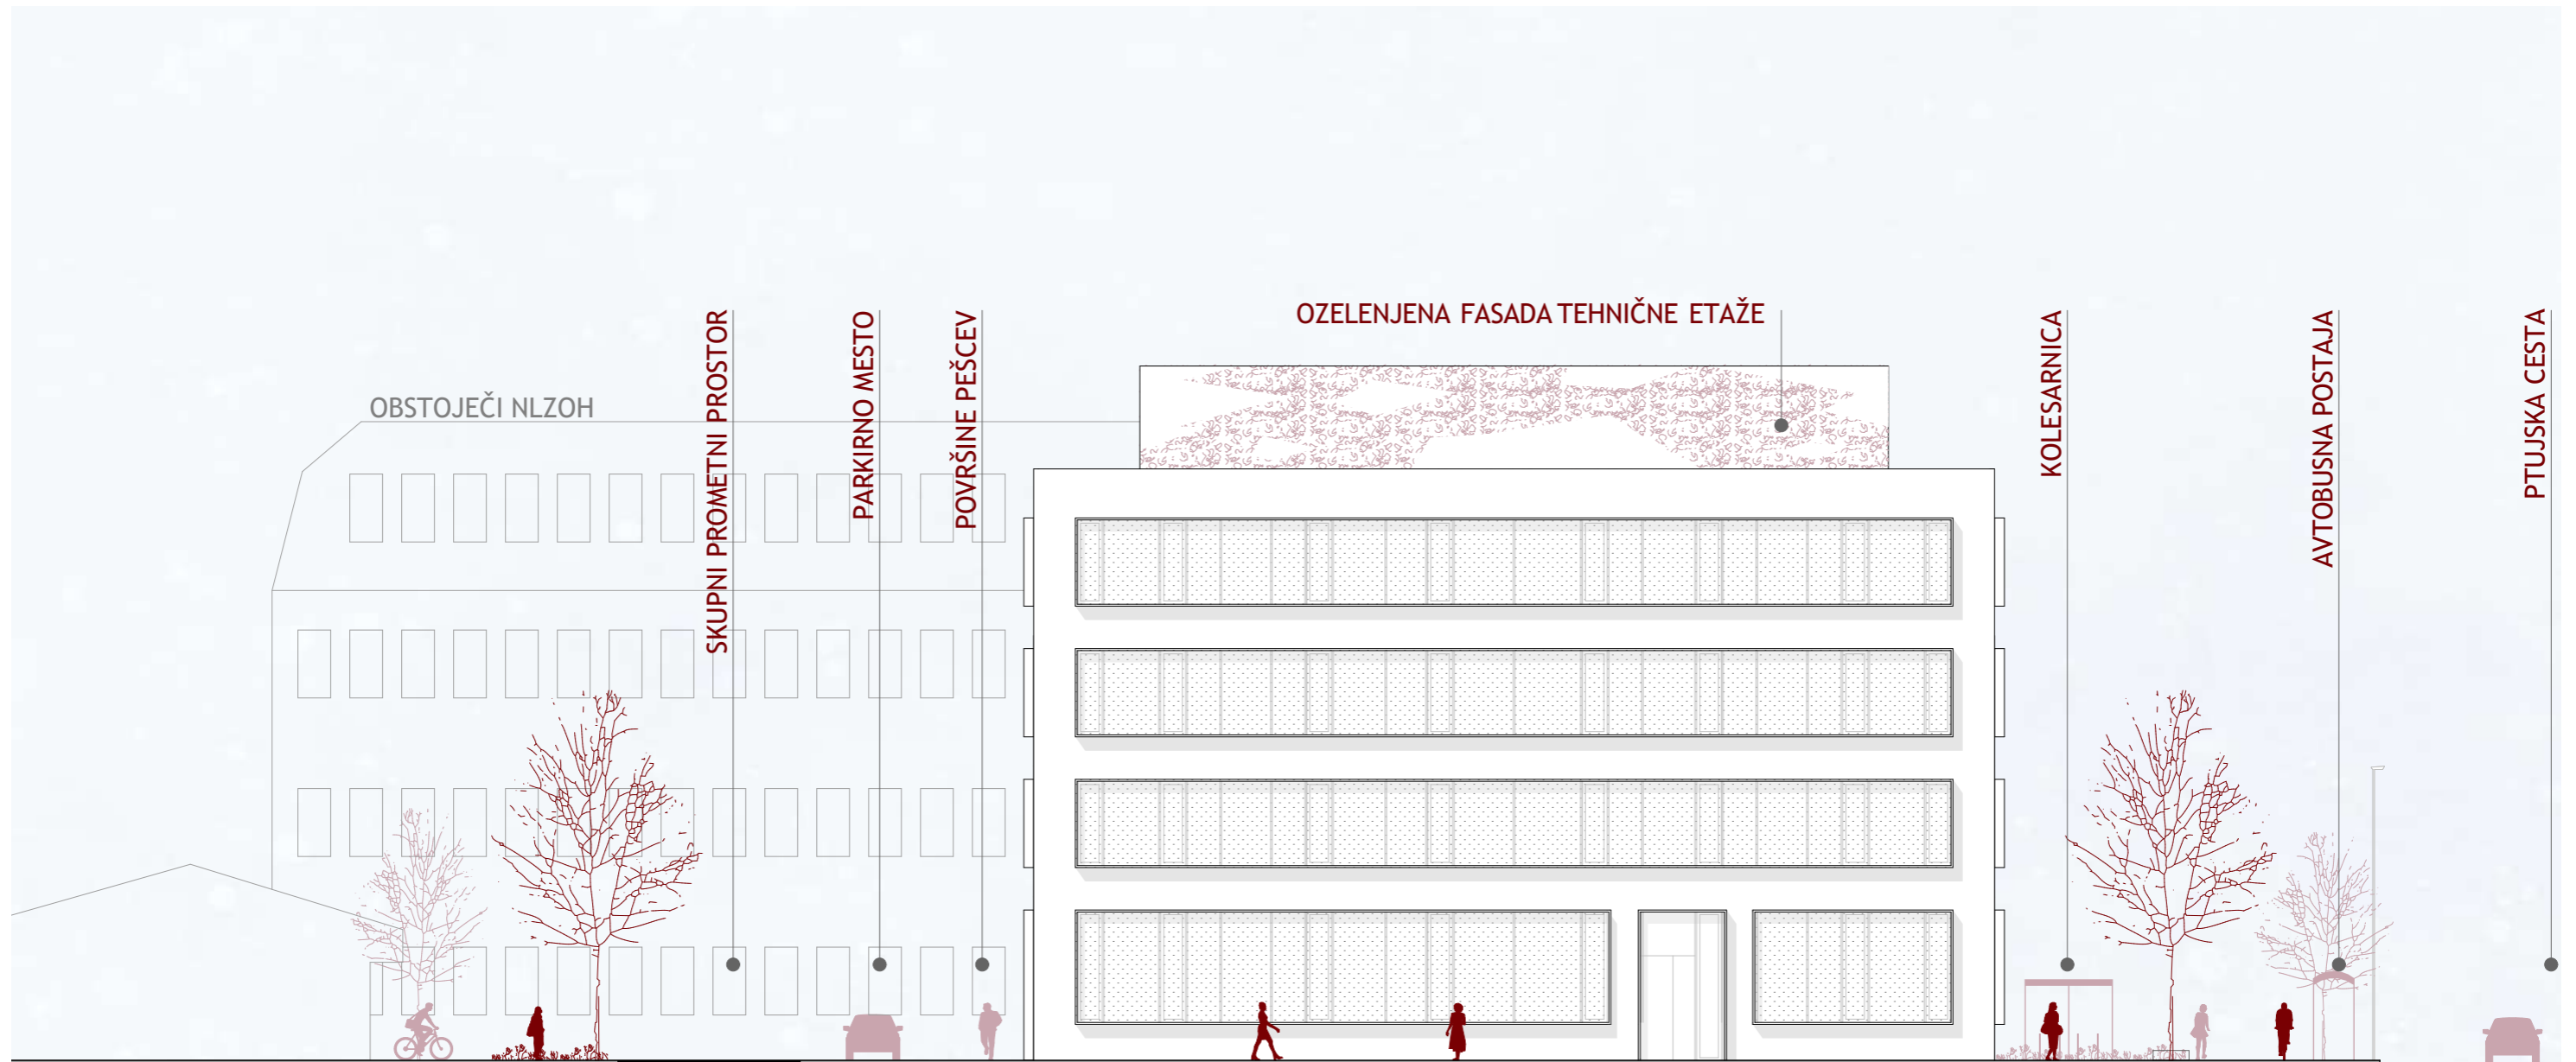 OBSTOJEČI NLZOH
SKUPNI PROMETNI PROSTOR
PARKIRNO MESTO
POVRŠINE PEŠCEV
OZELENJENA FASADA TEHNIČNE ETAŽE
KOLESARNICA
AVTOBUSNA POSTAJA
PTUJSKA CESTA